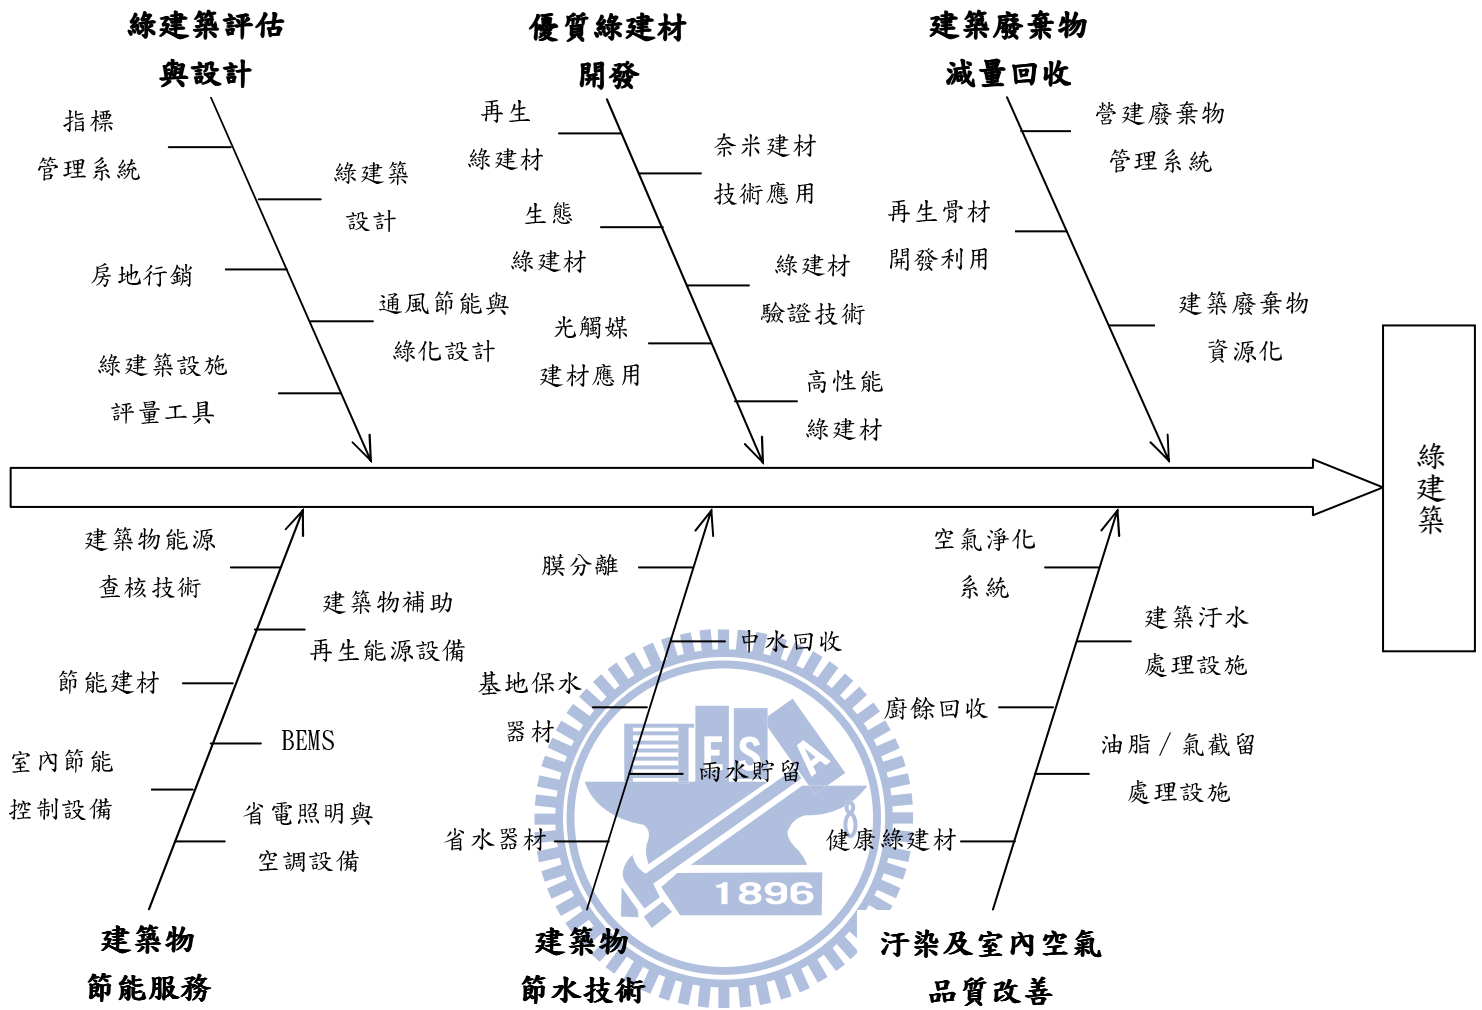 綠建築評估
與設計
指標
管理系統
綠建築
設計
房地行銷
通風節能與
綠化設計
綠建築設施
評量工具
優質綠建材
開發
再生
綠建材
奈米建材
技術應用
生態
綠建材
綠建材
驗證技術
光觸媒
建材應用
高性能
綠建材
建築廢棄物
減量回收
營建廢棄物
管理系統
再生骨材
開發利用
建築廢棄物
資源化
綠建築
建築物能源
查核技術
建築物補助
再生能源設備
節能建材
BEMS
室內節能
控制設備
省電照明與
空調設備
建築物
節能服務
膜分離
中水回收
基地保水
器材
雨水貯留
省水器材
建築物
節水技術
空氣淨化
系統
建築汙水
處理設施
廚餘回收
油脂/氣截留
處理設施
健康綠建材
汙染及室內空氣
品質改善
ESA
1896